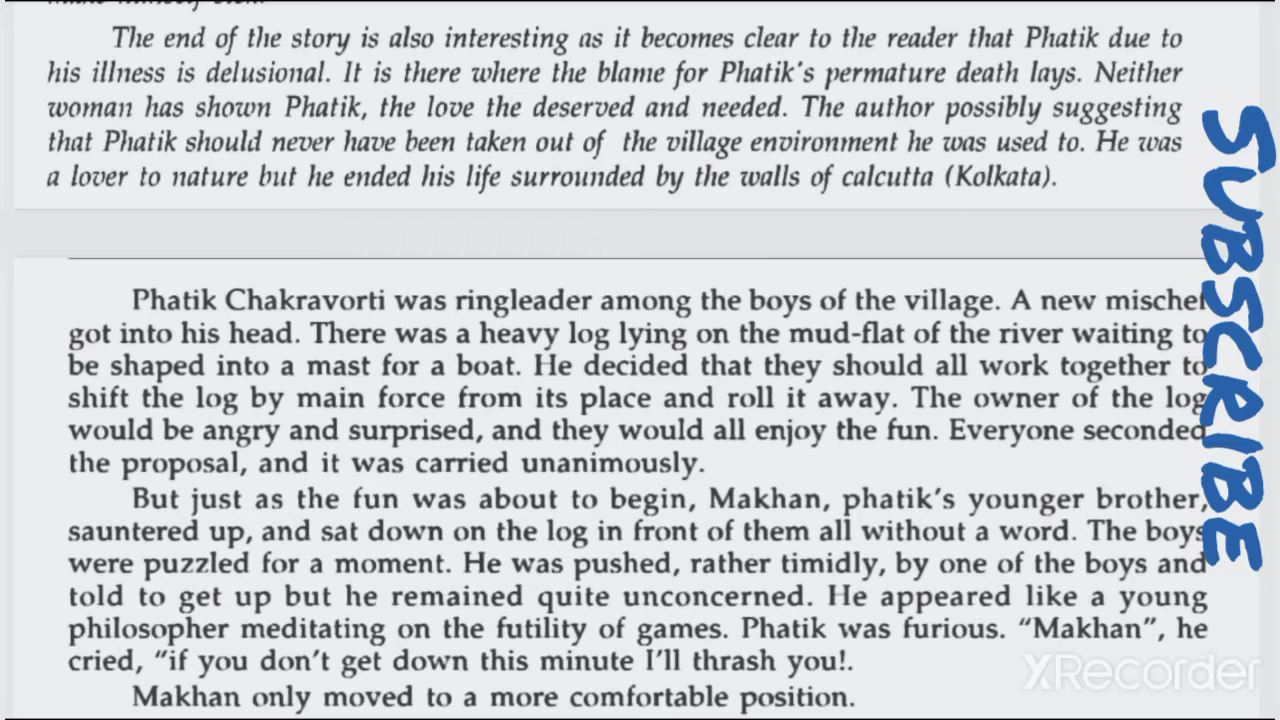 The end of the story is also interesting as it becomes clear to the reader that Phatik due to
his illness is delusional. It is there where the blame for Phatik's permature death lays. Neither
woman has shown Phatik, the love the deserved and needed. The author possibly suggesting
that Phatik should never have been taken out of the village environment he was used to. He was
a lover to nature but he ended his life surrounded by the walls of calcutta (Kolkata).
Phatik Chakravorti was ringleader among the boys of the village. A new mischef
got into his head. There was a heavy log lying on the mud-flat of the river waiting to
be shaped into a mast for a boat. He decided that they should all work together to
shift the log by main force from its place and roll it away. The owner of the log
would be angry and surprised, and they would all enjoy the fun. Everyone seconded
the proposal, and it was carried unanimously.
But just as the fun was about to begin, Makhan, phatik's younger brother,
sauntered up, and sat down on the log in front of them all without a word. The boys
were puzzled for a moment. He was pushed, rather timidly, by one of the boys and
told to get up but he remained quite unconcerned. He appeared like a young
philosopher meditating on the futility of games. Phatik was furious. “Makhan”, he
cried, “if you don't get down this minute I'll thrash you!.
Makhan only moved to a more comfortable position.
SUBSCRIBE
XRecorder